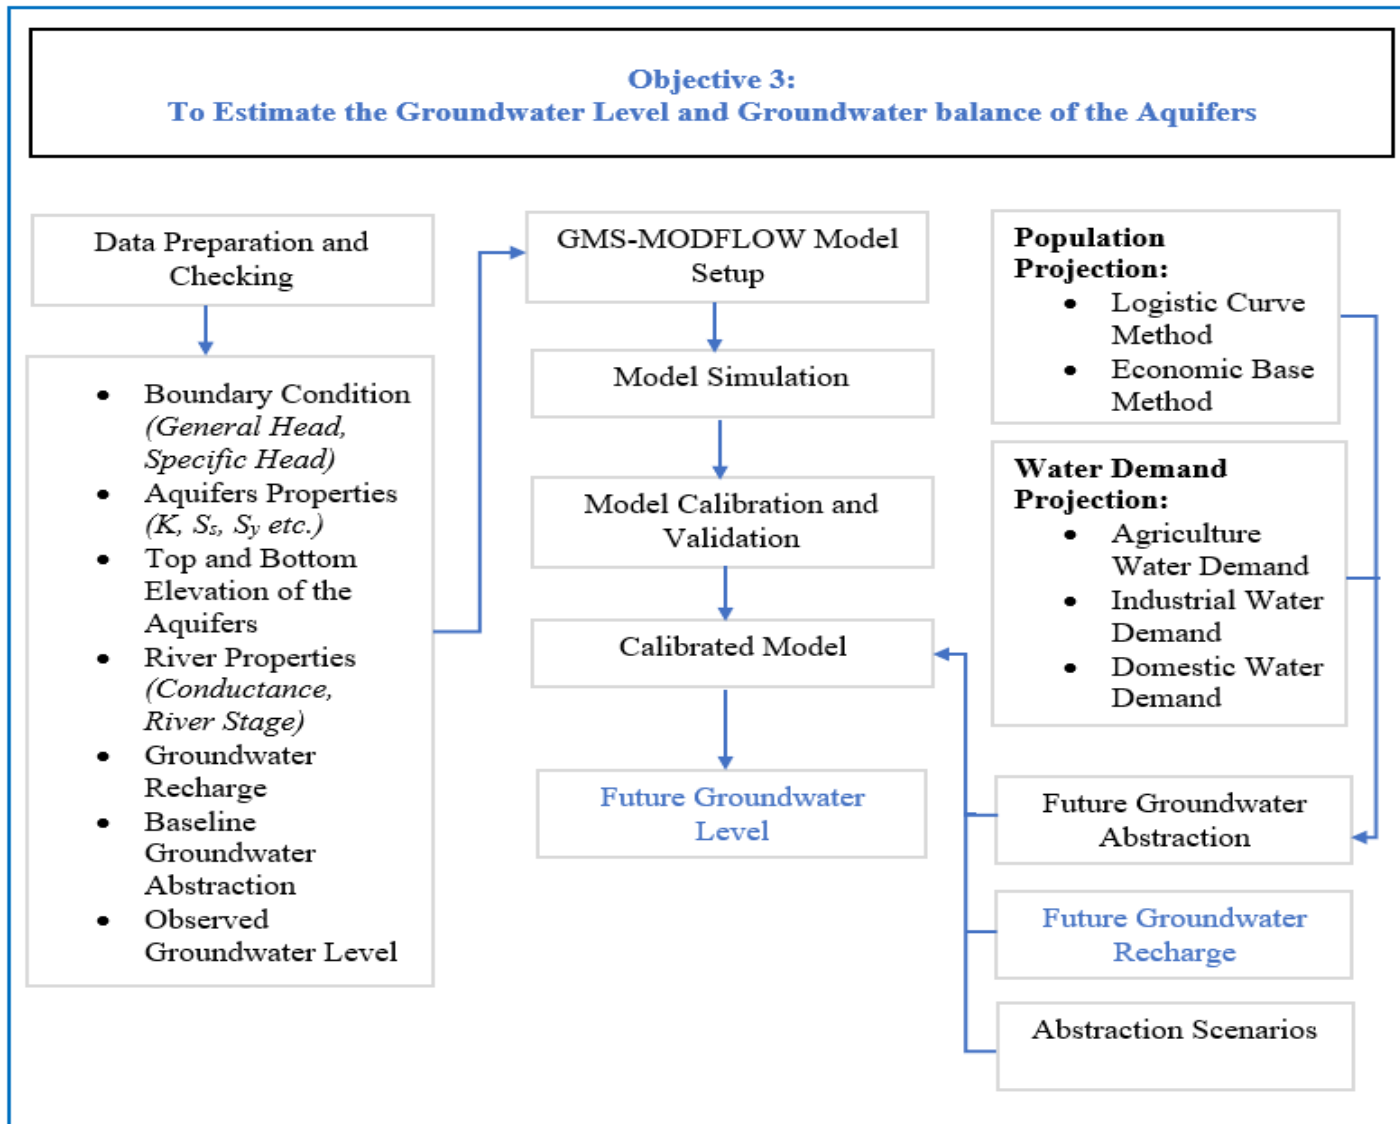 Objective 3:
To Estimate the Groundwater Level and Groundwater balance of the Aquifers
Data Preparation and
Checking
• Boundary Condition
(General Head,
Specific Head)
• Aquifers Properties
(K, Sₛ, Sy etc.)
• Top and Bottom
Elevation of the
Aquifers
• River Properties
(Conductance,
River Stage)
• Groundwater
Recharge
• Baseline
Groundwater
Abstraction
• Observed
Groundwater Level
GMS-MODFLOW Model
Setup
Model Simulation
Model Calibration and
Validation
Calibrated Model
Future Groundwater
Level
Population
Projection:
• Logistic Curve
Method
• Economic Base
Method
Water Demand
Projection:
• Agriculture
Water Demand
• Industrial Water
Demand
• Domestic Water
Demand
Future Groundwater
Abstraction
Future Groundwater
Recharge
Abstraction Scenarios